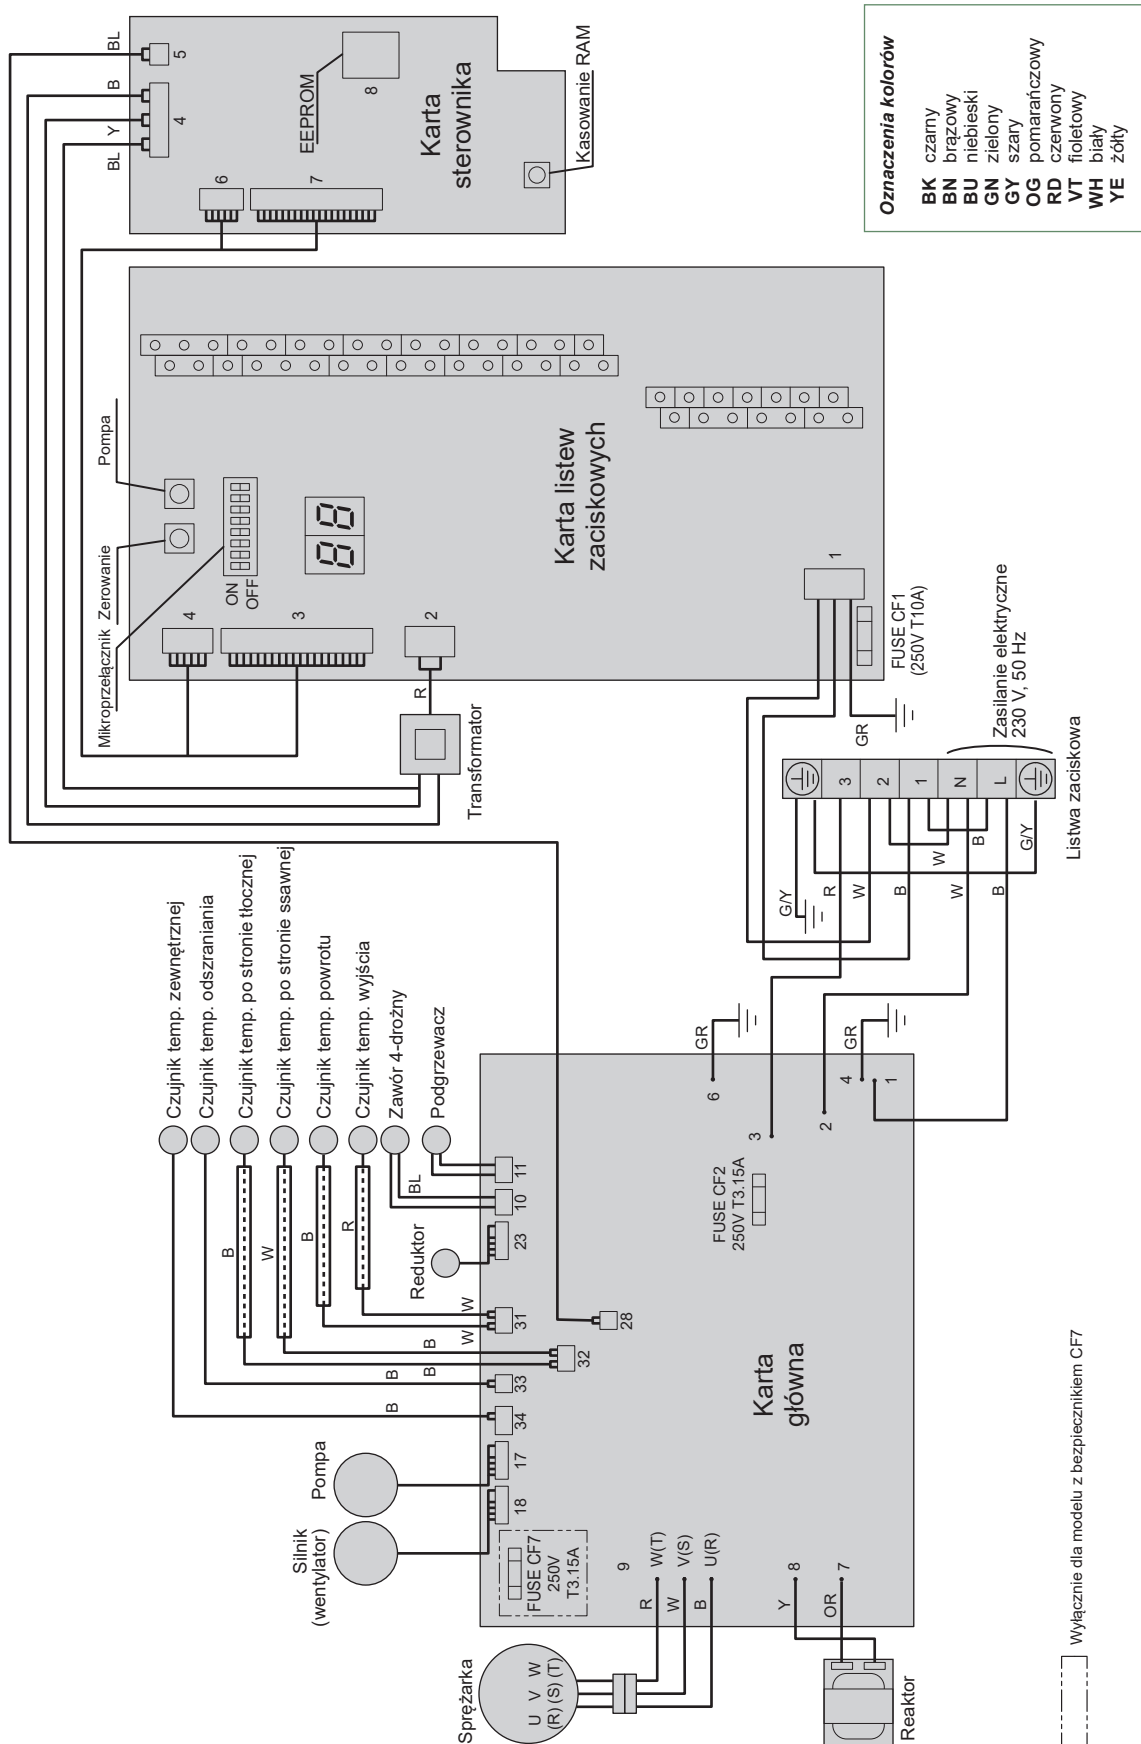 BL
B
Y
BL
5
4
6
7
EEPROM
8
Karta
sterownika
Kasowanie RAM
Oznaczenia kolorów
BK czarny
BN brązowy
BU niebieski
GN zielony
GY szary
OG pomarańczowy
RD czerwony
VT fioletowy
WH biały
YE żółty
Pompa
Zerowanie
Mikroprzełącznik
ON
OFF
4
3
2
R
Transformator
88
Karta listew
zaciskowych
1
FUSE CF1
(250V T10A)
GR
Zasilanie elektryczne
230 V, 50 Hz
3
2
1
N
L
Listwa zaciskowa
G/Y
R
W
B
W
W
B
B
G/Y
Czujnik temp. zewnętrznej
Czujnik temp. odszraniania
Czujnik temp. po stronie tłocznej
Czujnik temp. po stronie ssawnej
Czujnik temp. powrotu
Czujnik temp. wyjścia
Zawór 4-drożny
Podgrzewacz
B
W
B
R
BL
Reduktor
W
W
B
B
B
B
Pompa
Silnik
(wentylator)
11
10
23
31
28
32
33
34
17
18
FUSE CF7
250V
T3.15A
FUSE CF2
250V T3.15A
6
GR
3
2
4
GR
1
Karta
główna
9
W(T)
V(S)
U(R)
8
7
R
W
B
Y
OR
Sprężarka
U V W
(R) (S) (T)
Reaktor
Wyłącznie dla modelu z bezpiecznikiem CF7